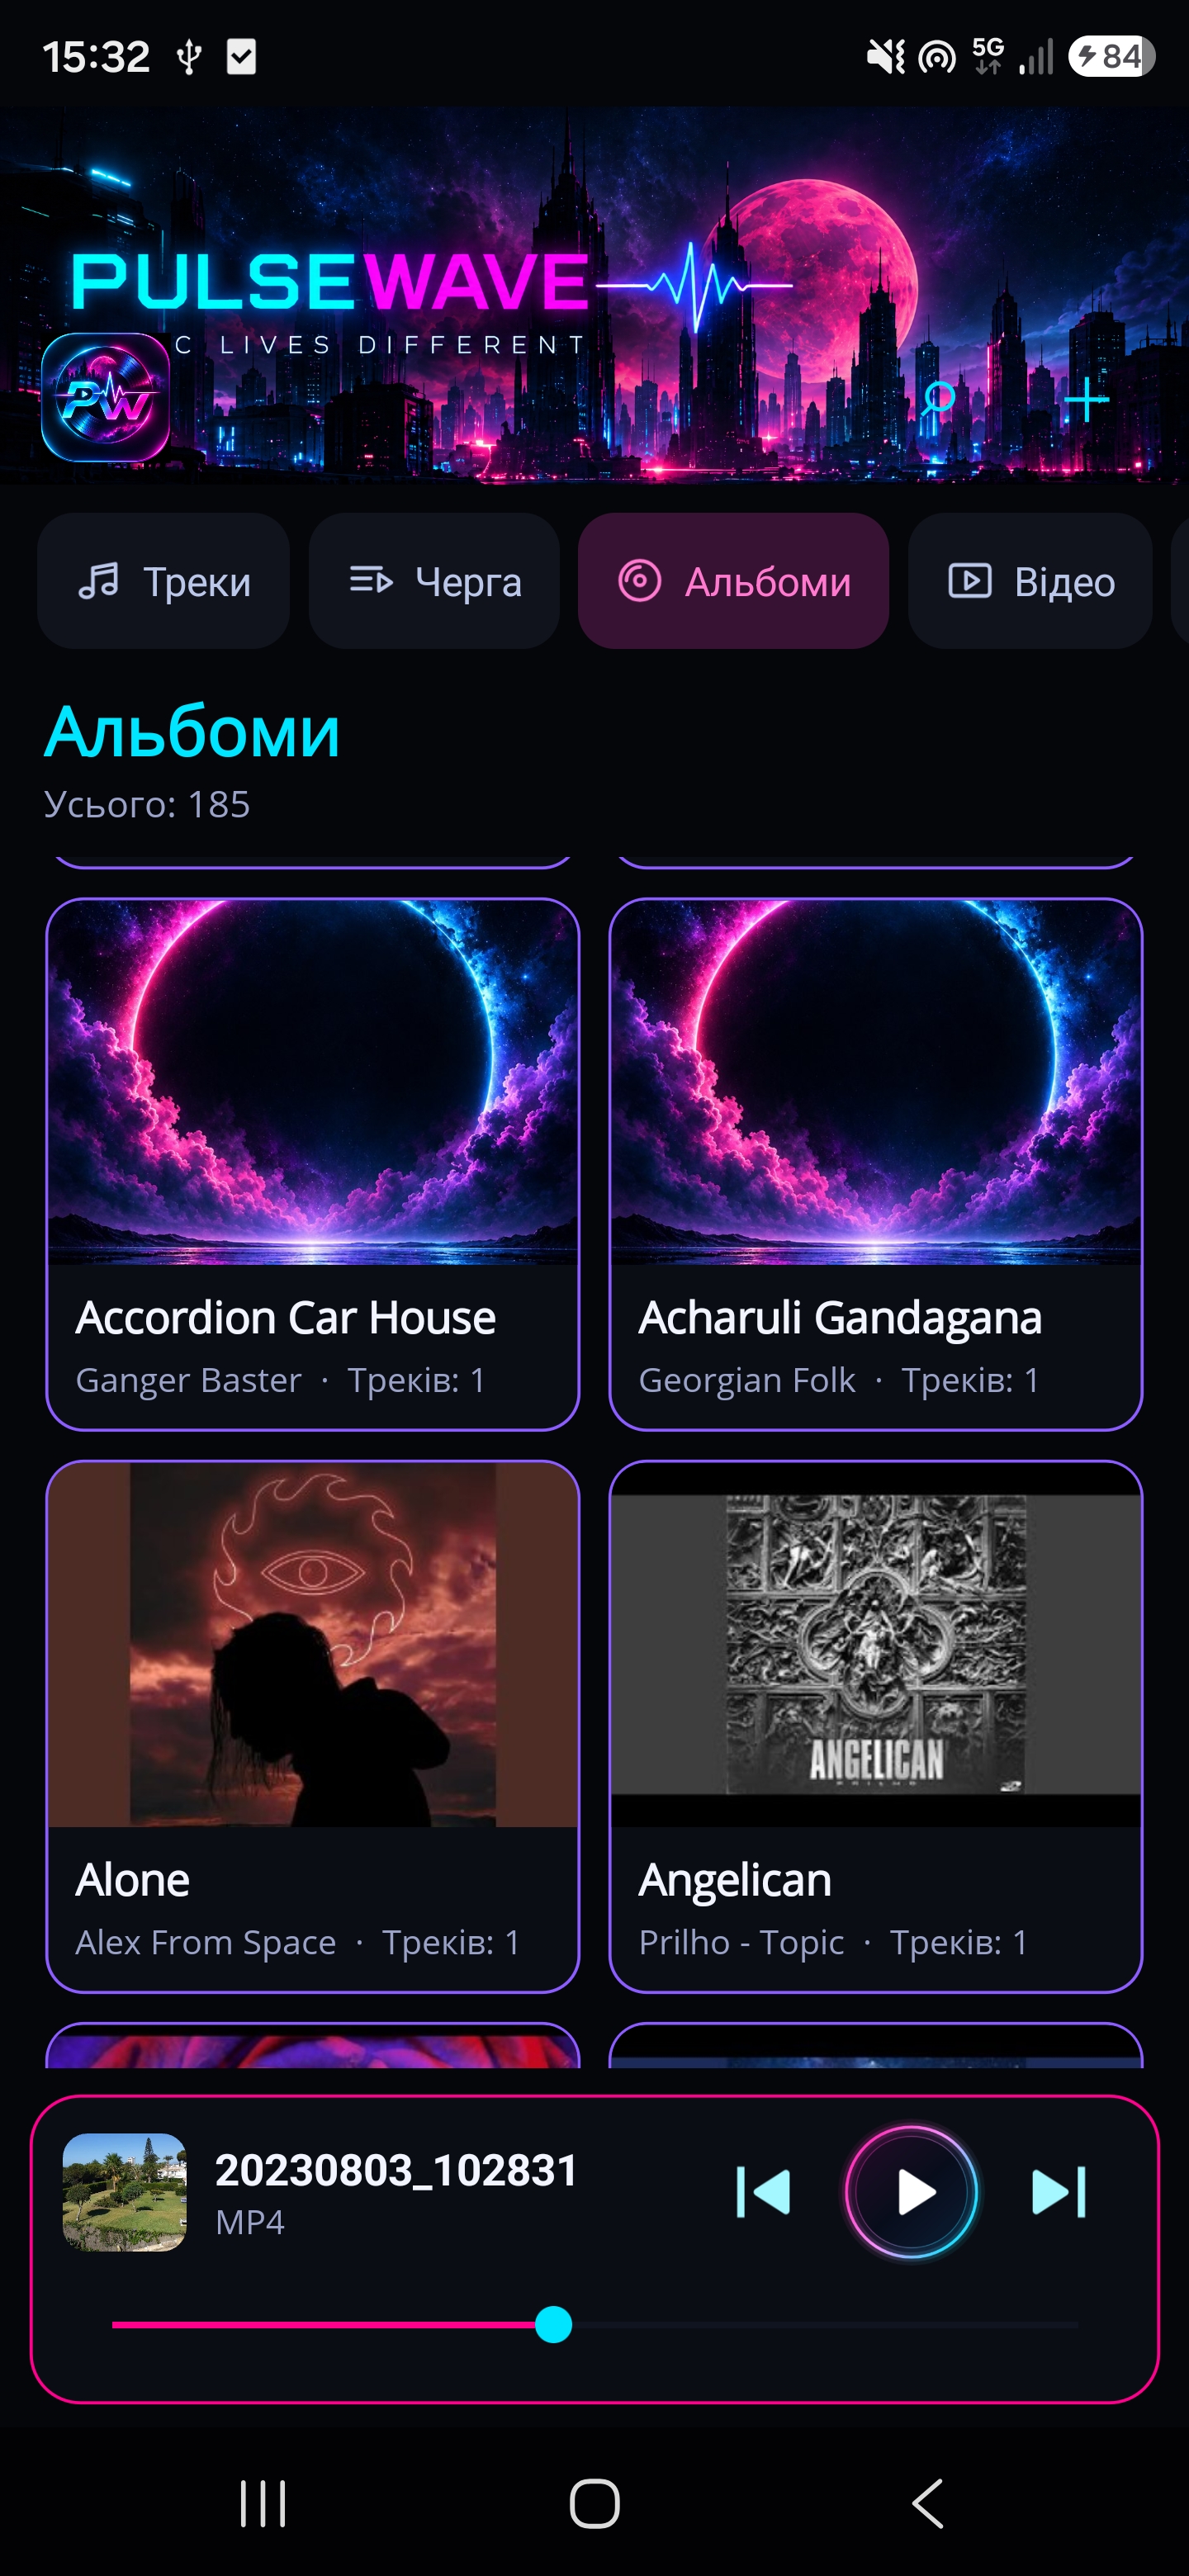 15:32
5G
84
PULSEWAVE
C LIVES DIFFERENT
PW
Треки
Черга
Альбоми
Відео
Альбоми
Усього: 185
Accordion Car House
Ganger Baster · Треків: 1
Acharuli Gandagana
Georgian Folk · Треків: 1
ANGELICAN
Alone
Alex From Space · Треків: 1
Angelican
Prilho - Topic · Треків: 1
20230803_102831
MP4